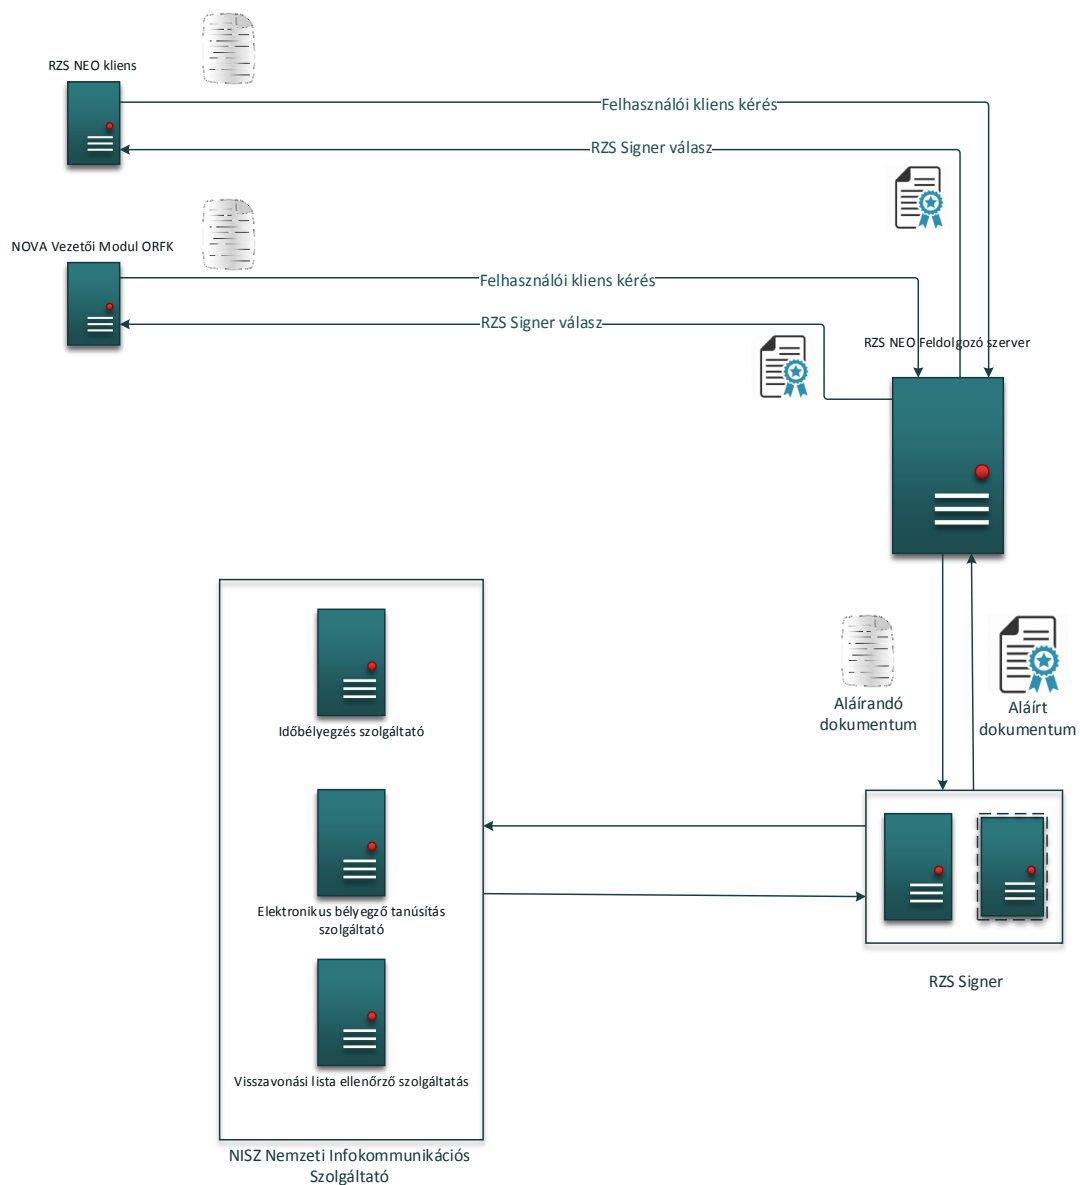 RZS NEO kliens
Felhasználói kliens kérés
RZS Signer válasz
NOVA Vezetői Modul ORFK
Felhasználói kliens kérés
RZS Signer válasz
RZS NEO Feldolgozó szerver
Aláírandó
dokumentum
Aláírt
dokumentum
Időbélyegzés szolgáltató
Elektronikus bélyegző tanúsítás
szolgáltató
RZS Signer
Visszavonási lista ellenőrző szolgáltatás
NISZ Nemzeti Infokommunikációs
Szolgáltató